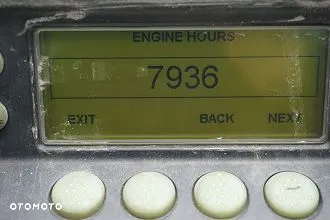 ENGINE HOURS
7936
EXIT BACK NEXT
OTOMOTO